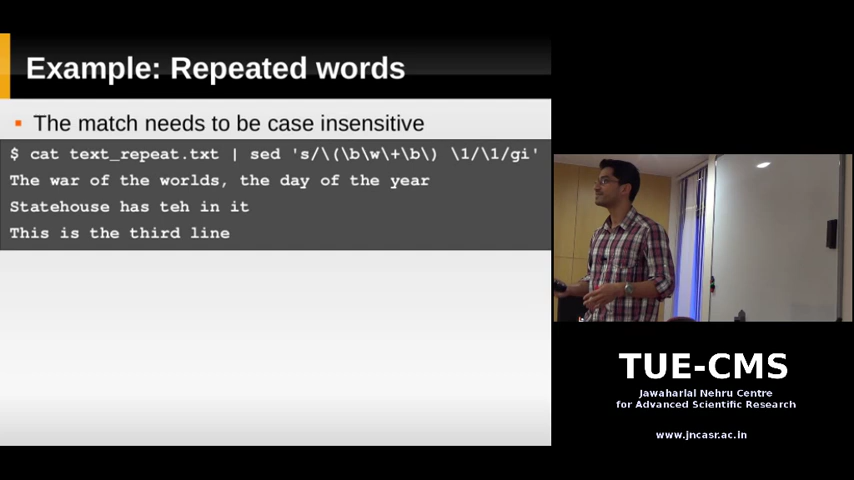 Example: Repeated words
The match needs to be case insensitive
$ cat text_repeat.txt | sed 's/\(\b\w\+\b\) \1/\1/gi'
The war of the worlds, the day of the year
Statehouse has teh in it
This is the third line
TUE-CMS
Jawaharlal Nehru Centre
for Advanced Scientific Research
www.jncasr.ac.in